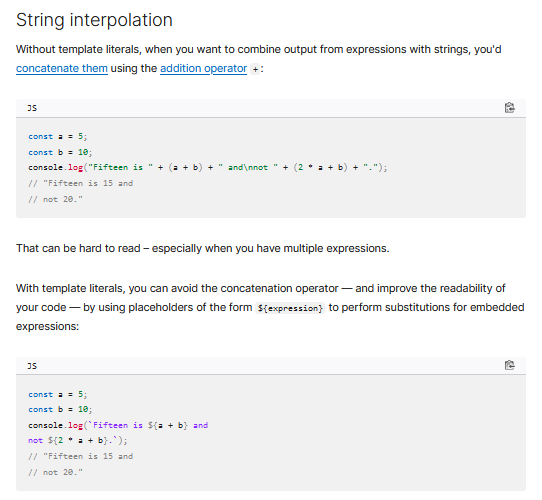 String interpolation
Without template literals, when you want to combine output from expressions with strings, you'd
concatenate them using the addition operator +:
JS
const a = 5;
const b = 10;
console.log("Fifteen is " + (a + b) + " and\nnot " + (2 * a + b) + ".");
// "Fifteen is 15 and
// not 20."
That can be hard to read – especially when you have multiple expressions.
With template literals, you can avoid the concatenation operator — and improve the readability of
your code — by using placeholders of the form ${expression} to perform substitutions for embedded
expressions:
JS
const a = 5;
const b = 10;
console.log(`Fifteen is ${a + b} and
not ${2 * a + b}.`);
// "Fifteen is 15 and
// not 20."